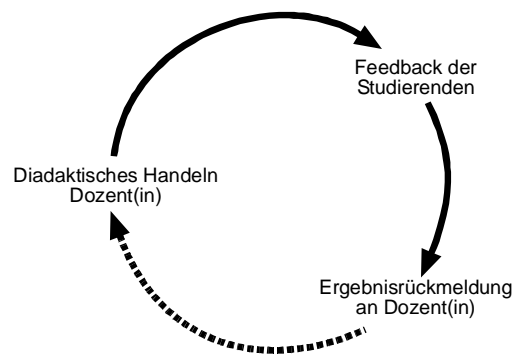 Feedback der
Studierenden
Diadaktisches Handeln
Dozent(in)
Ergebnisrückmeldung
an Dozent(in)